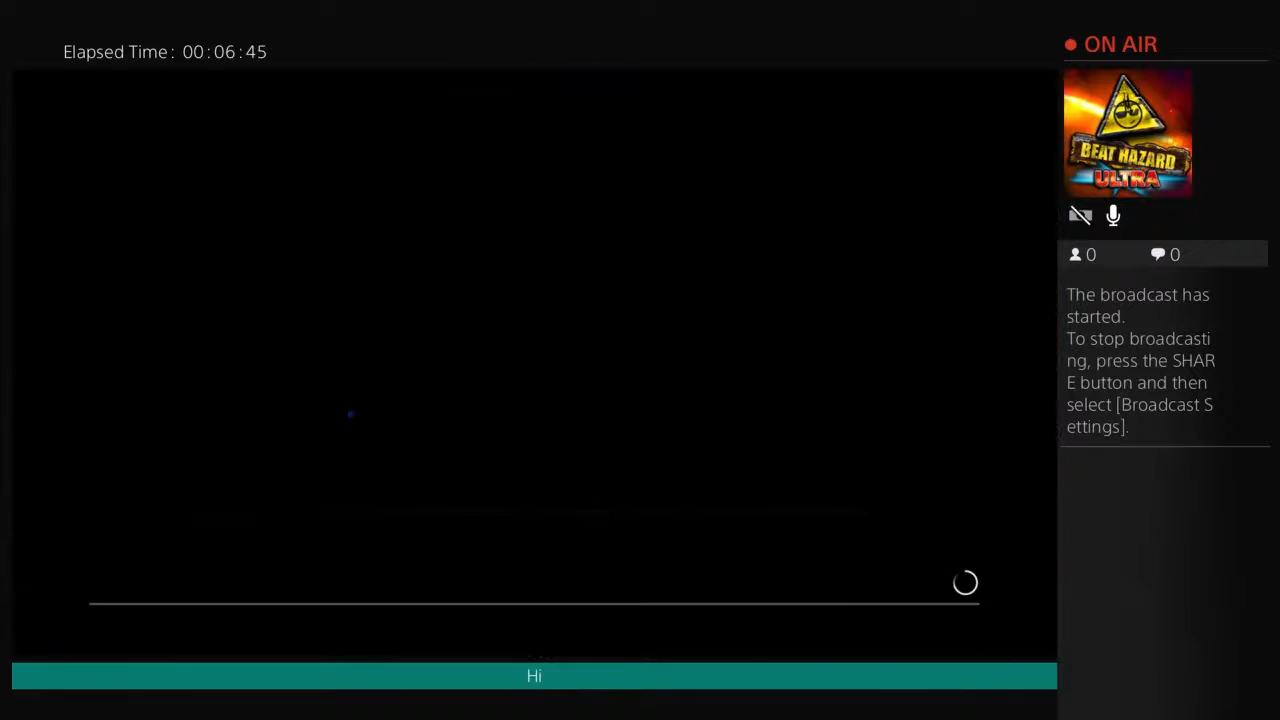 Elapsed Time: 00:06:45
ON AIR
BEAT HAZARD
ULTRA
0
0
The broadcast has
started.
To stop broadcasti
ng, press the SHAR
E button and then
select [Broadcast S
ettings].
Hi